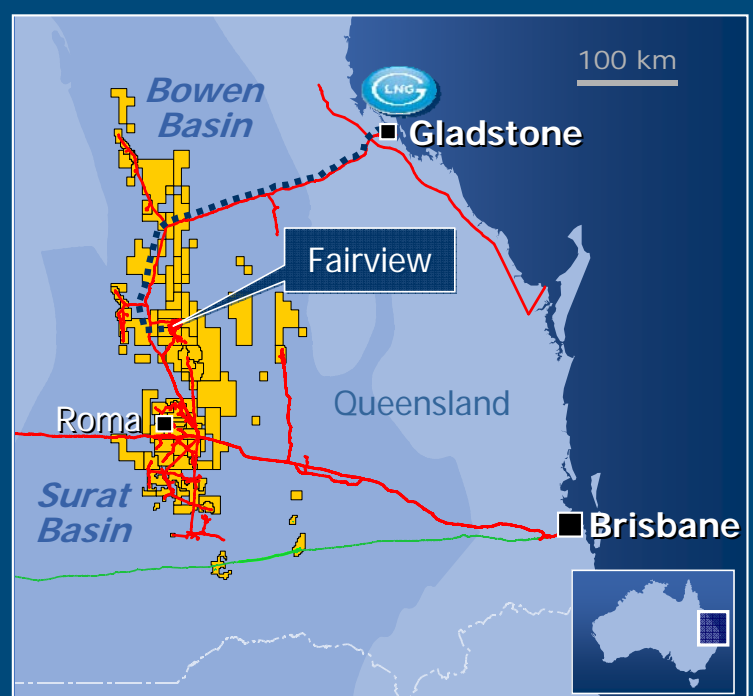 100 km
Bowen
Basin
LNG
Gladstone
Fairview
Queensland
Roma
Surat
Basin
Brisbane